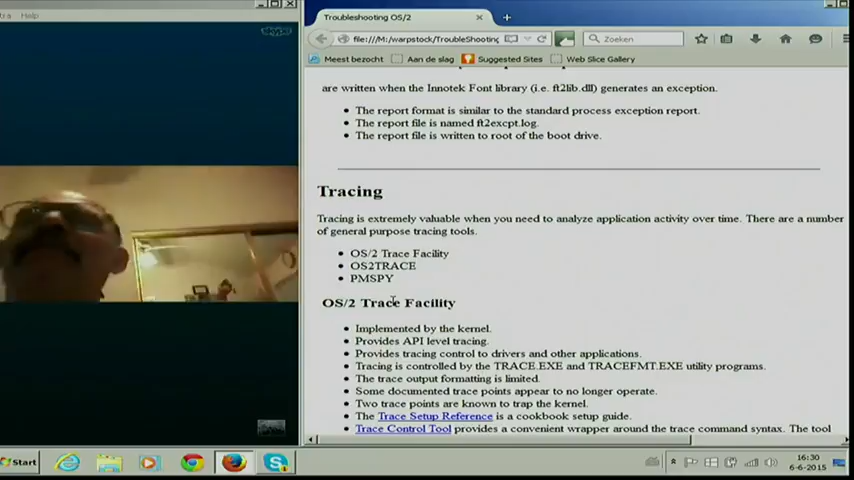 tra Help
skype
Troubleshooting OS/2
file:///M:/warpstock/TroubleShooting
Zoeken
Meest bezocht Aan de slag Suggested Sites Web Slice Gallery
are written when the Innotek Font library (i.e. ft2lib.dll) generates an exception.
The report format is similar to the standard process exception report.
The report file is named ft2excpt.log.
The report file is written to root of the boot drive.
Tracing
Tracing is extremely valuable when you need to analyze application activity over time. There are a number
of general purpose tracing tools.
OS/2 Trace Facility
OS2TRACE
PMSPY
OS/2 Trace Facility
Implemented by the kernel.
Provides API level tracing.
Provides tracing control to drivers and other applications.
Tracing is controlled by the TRACE.EXE and TRACEFMT.EXE utility programs.
The trace output formatting is limited.
Some documented trace points appear to no longer operate.
Two trace points are known to trap the kernel.
The Trace Setup Reference is a cookbook setup guide.
Trace Control Tool provides a convenient wrapper around the trace command syntax. The tool
Start
16:30
6-6-2015